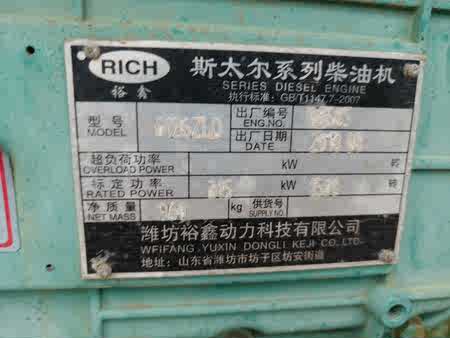 RICH
裕鑫
斯太尔系列柴油机
SERIES DIESEL ENGINE
执行标准: GB/T1147.7-2007
型号
MODEL
出厂编号
ENG.NO.
出厂日期
DATE
超负荷功率
OVERLOAD POWER
kW
转
标定功率
RATED POWER
kW
转
净质量
NET MASS
kg
供货号
SUPPLY NO
潍坊裕鑫动力科技有限公司
WFIFANG YUXIN DONGLI KEJI CO.,LTD.
地址: 山东省潍坊市坊子区坊安街道